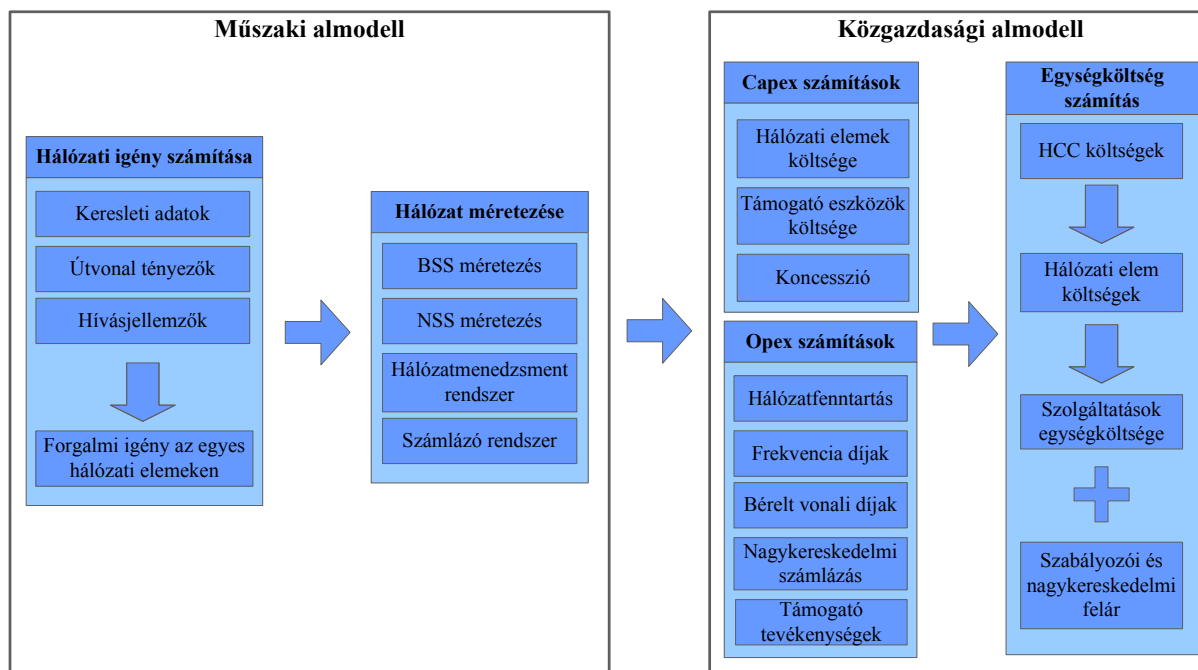 Műszaki almodell
Hálózati igény számítása
Keresleti adatok
Útvonal tényezők
Hívásjellemzők
Forgalmi igény az egyes
hálózati elemeken
Hálózat méretezése
BSS méretezés
NSS méretezés
Hálózatmenedzsment
rendszer
Számlázó rendszer
Közgazdasági almodell
Capex számítások
Hálózati elemek
költsége
Támogató eszközök
költsége
Koncesszió
Opex számítások
Hálózatfenntartás
Frekvencia díjak
Bérelt vonali díjak
Nagykereskedelmi
számlázás
Támogató
tevékenységek
Egységköltség
számítás
HCC költségek
Hálózati elem
költségek
Szolgáltatások
egységköltsége
Szabályozói és
nagykereskedelmi
felár